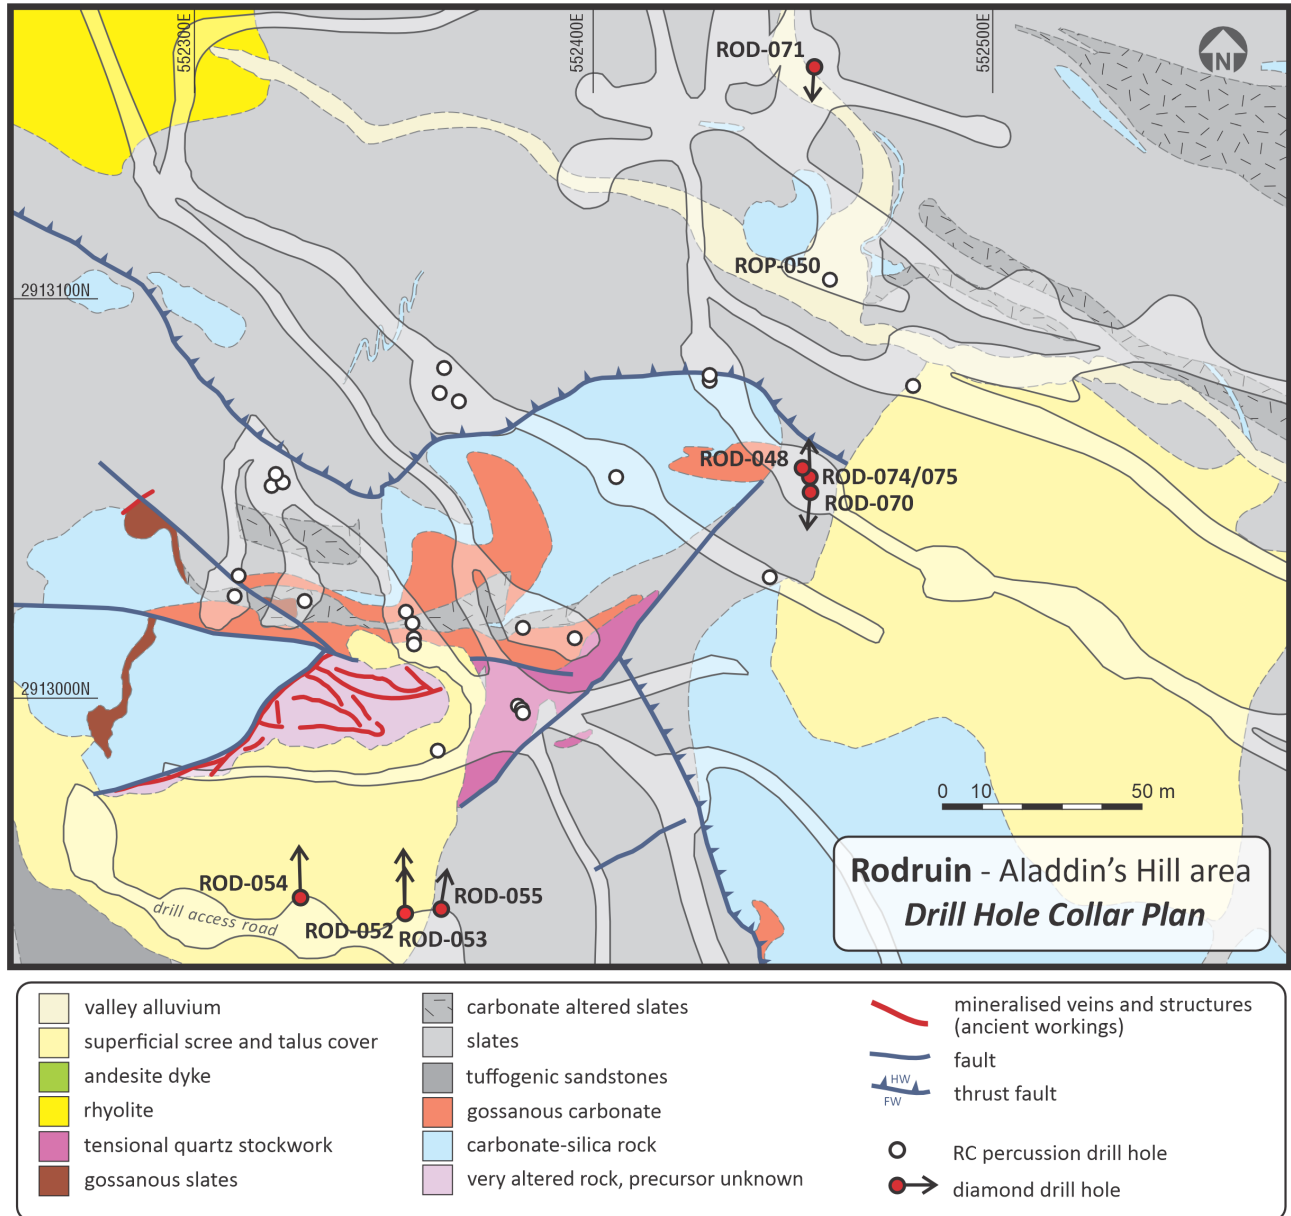 552300E
552400E
552500E
N
ROD-071
ROP-050
2913100N
ROD-048
ROD-074/075
ROD-070
2913000N
0 10 50 m
Rodruin - Aladdin's Hill area
Drill Hole Collar Plan
ROD-054
ROD-055
ROD-052
ROD-053
drill access road
valley alluvium
superficial scree and talus cover
andesite dyke
rhyolite
tensional quartz stockwork
gossanous slates
carbonate altered slates
slates
tuffogenic sandstones
gossanous carbonate
carbonate-silica rock
very altered rock, precursor unknown
mineralised veins and structures
(ancient workings)
fault
HW
FW
thrust fault
RC percussion drill hole
diamond drill hole